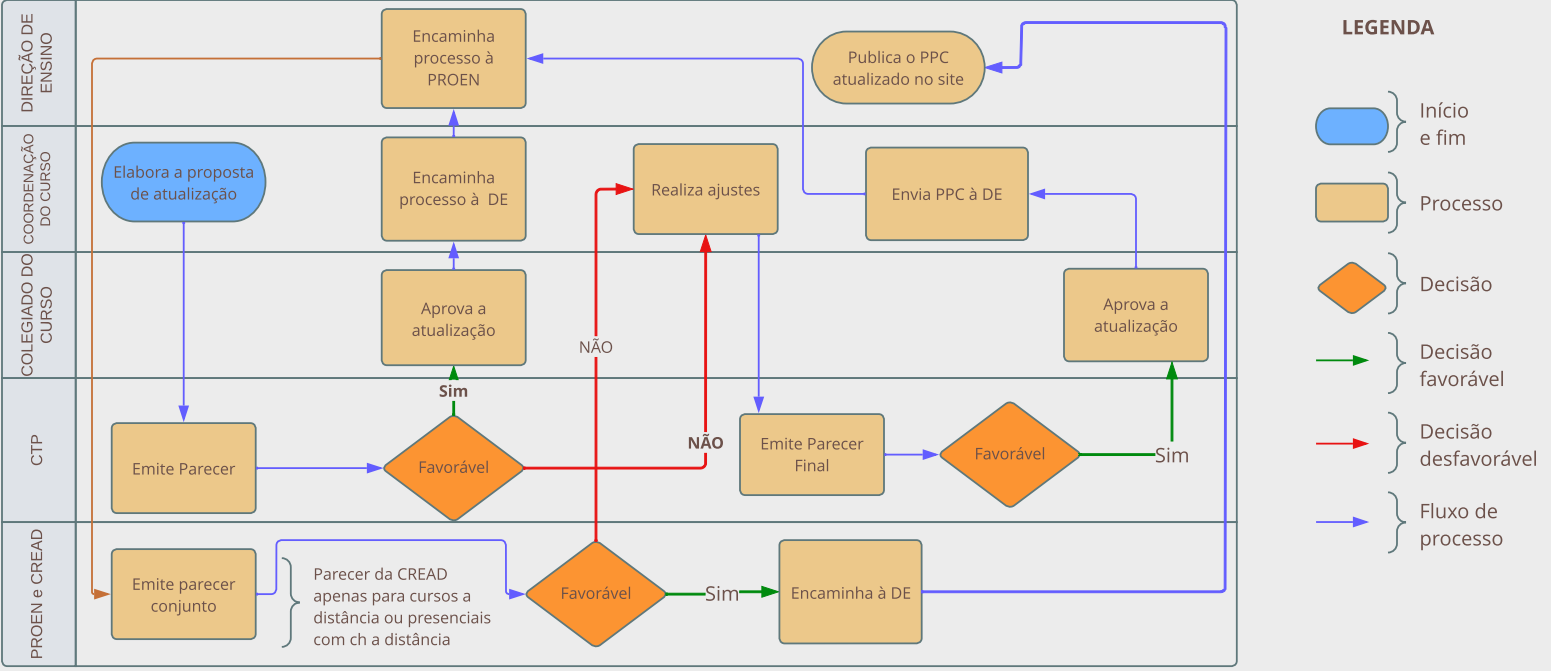 DIREÇÃO DE
ENSINO
Encaminha
processo à
PROEN
Publica o PPC
atualizado no site
COORDENAÇÃO
DO CURSO
Elabora a proposta
de atualização
Encaminha
processo à  DE
Realiza ajustes
Envia PPC à DE
COLEGIADO DO
CURSO
Aprova a
atualização
NÃO
Aprova a
atualização
CTP
Sim
Emite Parecer
Favorável
NÃO
Emite Parecer
Final
Favorável
Sim
PROEN e CREAD
Emite parecer
conjunto
Parecer da CREAD
apenas para cursos a
distância ou presenciais
com ch a distância
Favorável
Sim
Encaminha à DE
LEGENDA
Início
e fim
Processo
Decisão
Decisão
favorável
Decisão
desfavorável
Fluxo de
processo